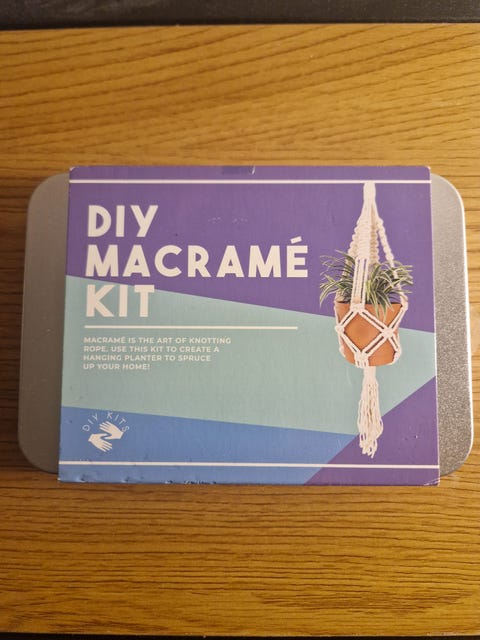 DIY
MACRAMÉ
KIT
MACRAMÉ IS THE ART OF KNOTTING
ROPE. USE THIS KIT TO CREATE A
HANGING PLANTER TO SPRUCE
UP YOUR HOME!
DIY KITS